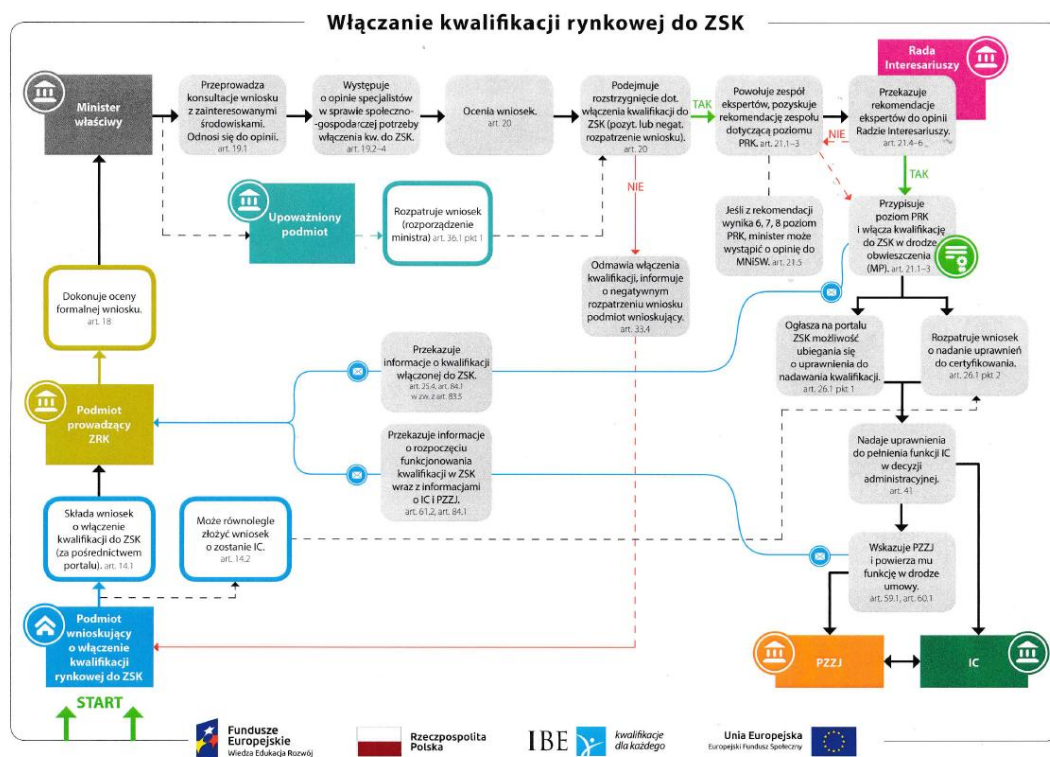 Włączanie kwalifikacji rynkowej do ZSK
Minister
właściwy
Przeprowadza
konsultacje wniosku
z zainteresowanymi
środowiskami.
Odnosi się do opinii.
art. 19.1
Występuje
o opinie specjalistów
w sprawie społeczno-
-gospodarczej potrzeby
włączenia kw. do ZSK.
art. 19.2–4
Ocenia wniosek.
art. 20
Podejmuje
rozstrzygnięcie dot.
włączenia kwalifikacji do
ZSK (pozyt. lub negat.
rozpatrzenie wniosku).
art. 20
TAK
Powołuje zespół
ekspertów, pozyskuje
rekomendację zespołu
dotyczącą poziomu
PRK. art. 21.1–3
Rada
Interesariuszy
Przekazuje
rekomendacje
ekspertów do opinii
Radzie Interesariuszy.
art. 21.4–6
NIE
TAK
NIE
Upoważniony
podmiot
Rozpatruje wniosek
(rozporządzenie
ministra) art. 36.1 pkt 1
Jeśli z rekomendacji
wynika 6, 7, 8 poziom
PRK, minister może
wystąpić o opinię do
MNiSW. art. 21.5
Przypisuje
poziom PRK
i włącza kwalifikację
do ZSK w drodze
obwieszczenia
(MP). art. 21.1–3
Odmawia włączenia
kwalifikacji, informuje
o negatywnym
rozpatrzeniu wniosku
podmiot wnioskujący.
art. 33.4
Dokonuje oceny
formalnej wniosku.
art. 18
Ogłasza na portalu
ZSK możliwość
ubiegania się
o uprawnienia do
nadawania kwalifikacji.
art. 26.1 pkt 1
Rozpatruje wniosek
o nadanie uprawnień
do certyfikowania.
art. 26.1 pkt 2
Przekazuje
informacje o kwalifikacji
włączonej do ZSK.
art. 25.4, art. 84.1
w zw. z art. 83.5
Podmiot
prowadzący
ZRK
Przekazuje informacje
o rozpoczęciu
funkcjonowania
kwalifikacji w ZSK
wraz z informacjami
o IC i PZZJ.
art. 61.2, art. 84.1
Nadaje uprawnienia
do pełnienia funkcji IC
w decyzji
administracyjnej.
art. 41
Składa wniosek
o włączenie
kwalifikacji do ZSK
(za pośrednictwem
portalu). art. 14.1
Może równolegle
złożyć wniosek
o zostanie IC.
art. 14.2
Wskazuje PZZJ
i powierza mu
funkcję w drodze
umowy.
art. 59.1, art. 60.1
Podmiot
wnioskujący
o włączenie
kwalifikacji
rynkowej do ZSK
PZZJ
IC
START
Fundusze
Europejskie
Wiedza Edukacja Rozwój
Rzeczpospolita
Polska
IBE
kwalifikacje
dla każdego
Unia Europejska
Europejski Fundusz Społeczny